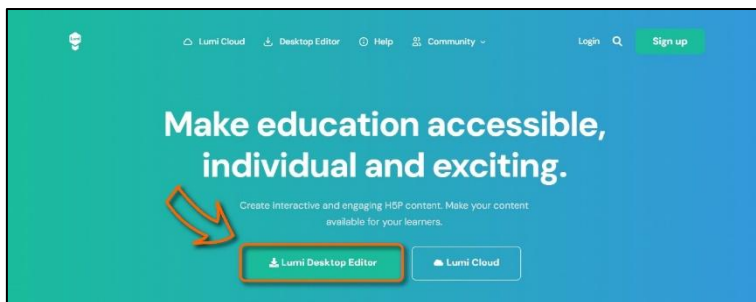 Lumi Cloud Desktop Editor Help Community Login Sign up
Make education accessible,
individual and exciting.
Create interactive and engaging H5P content. Make your content
available for your learners.
Lumi Desktop Editor Lumi Cloud